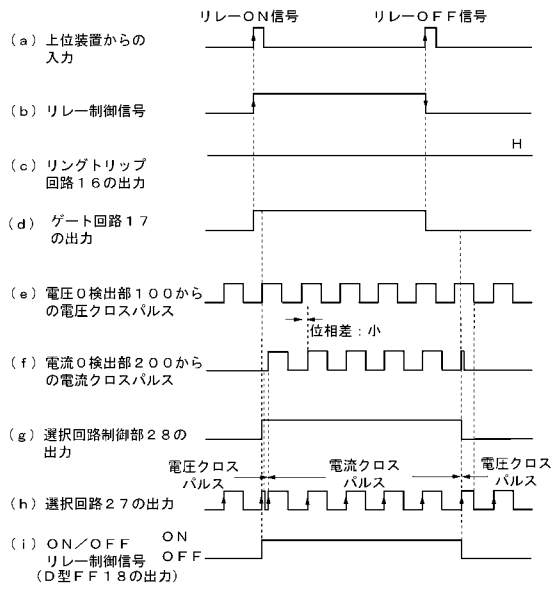 リレーON信号
リレーOFF信号
(a)上位装置からの
入力
(b)リレー制御信号
H
(c)リングトリップ
回路16の出力
(d) ゲート回路17
の出力
(e)電圧0検出部100から
の電圧クロスパルス
位相差:小
(f)電流0検出部200から
の電流クロスパルス
(g)選択回路制御部28の
出力
電圧クロス
パルス
電流クロス
パルス
電圧クロス
パルス
(h)選択回路27の出力
(i)ON/OFF
リレー制御信号
(D型FF18の出力)
ON
OFF